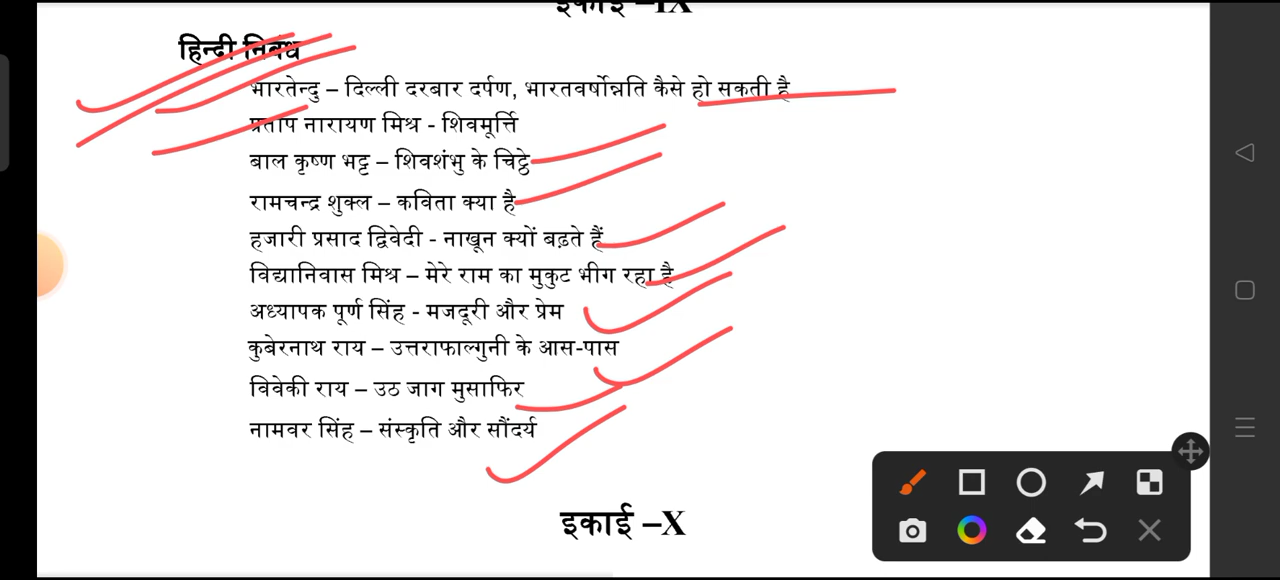 इकाई –IX
हिन्दी निबंध
भारतेन्दु – दिल्ली दरबार दर्पण, भारतवर्षोन्नति कैसे हो सकती है
प्रताप नारायण मिश्र - शिवमूर्त्ति
बाल कृष्ण भट्ट – शिवशंभु के चिट्ठे
रामचन्द्र शुक्ल – कविता क्या है
हजारी प्रसाद द्विवेदी - नाखून क्यों बढ़ते हैं
विद्यानिवास मिश्र – मेरे राम का मुकुट भीग रहा है
अध्यापक पूर्ण सिंह - मजदूरी और प्रेम
कुबेरनाथ राय – उत्तराफाल्गुनी के आस-पास
विवेकी राय – उठ जाग मुसाफिर
नामवर सिंह – संस्कृति और सौंदर्य
इकाई –X